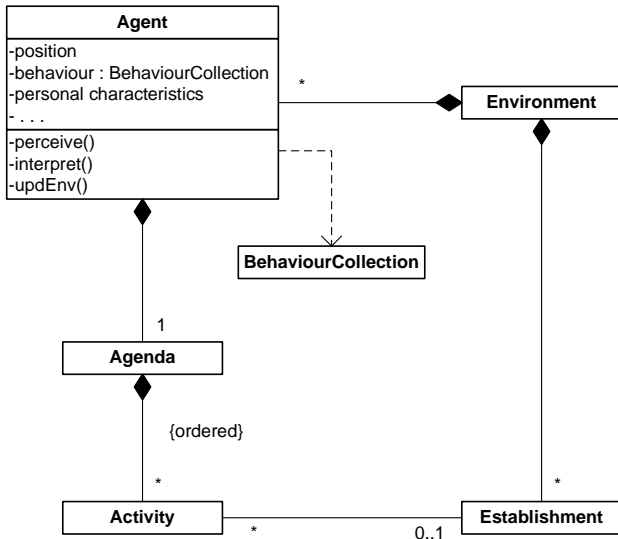 Agent
-position
-behaviour : BehaviourCollection
-personal characteristics
- . . .
-perceive()
-interpret()
-updEnv()
*
Environment
BehaviourCollection
1
Agenda
{ordered}
*
*
Activity
*
0..1
Establishment